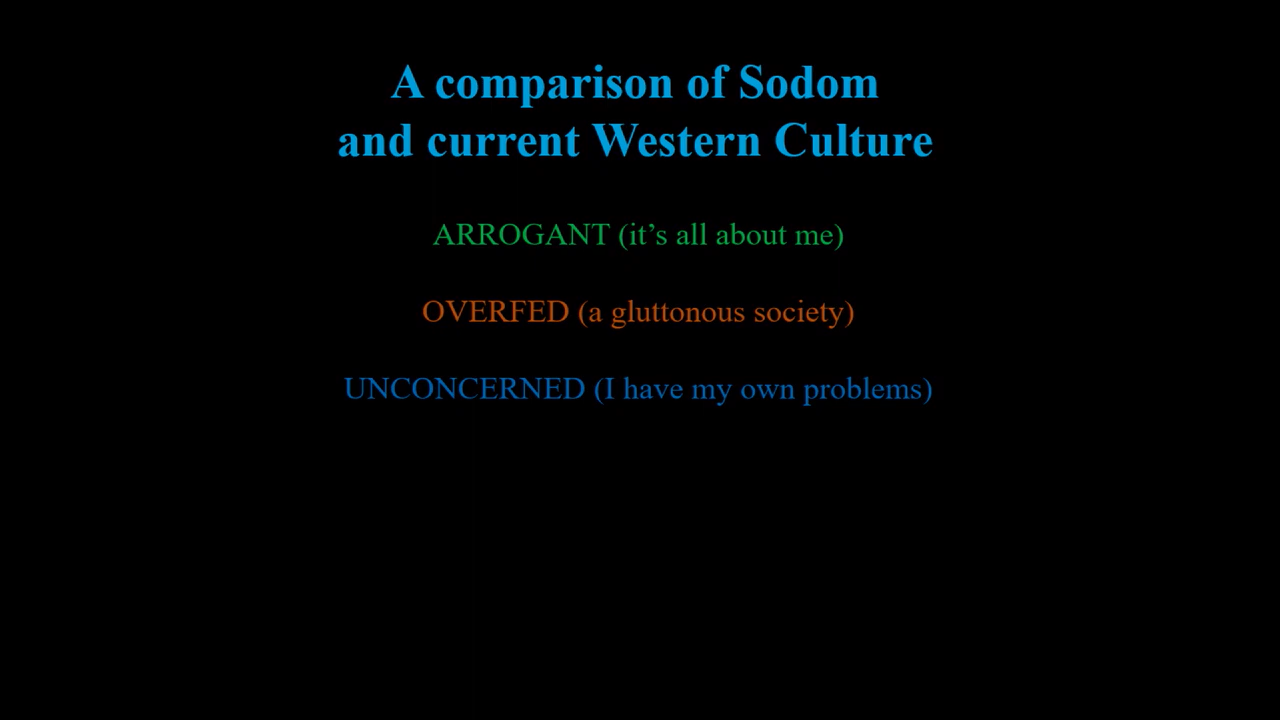 A comparison of Sodom
and current Western Culture
ARROGANT (it’s all about me)
OVERFED (a gluttonous society)
UNCONCERNED (I have my own problems)